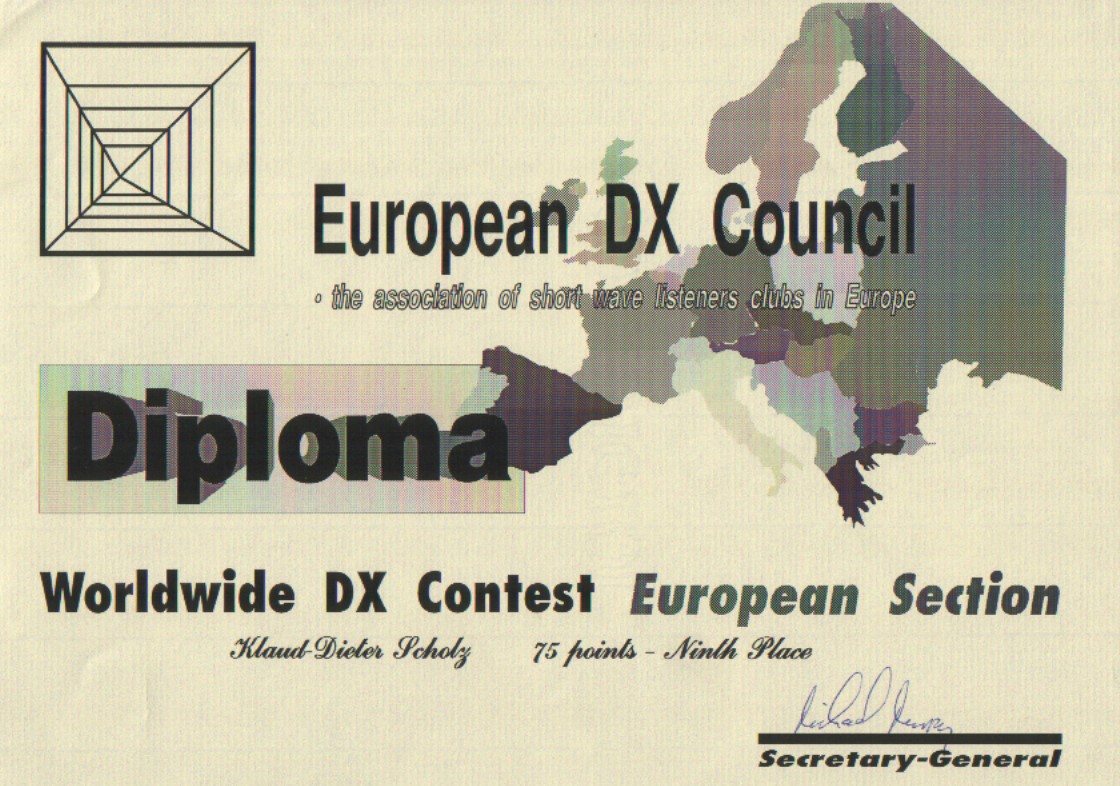 European DX Council
· the association of short wave listeners clubs in Europe
Diploma
Worldwide DX Contest European Section
Klaud-Dieter Scholz 75 points - Ninth Place
Michael
Secretary-General